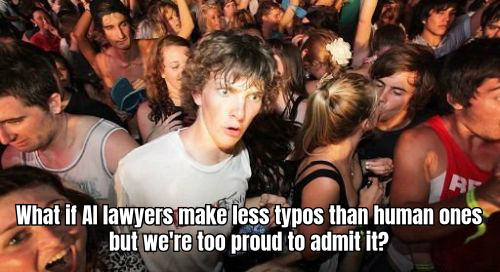 What if AI lawyers make less typos than human ones
but we're too proud to admit it?